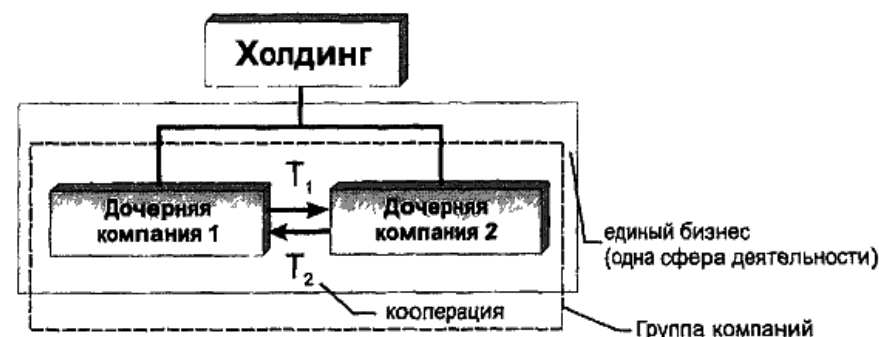 Холдинг
T1
Дочерняя
компания 1
Дочерняя
компания 2
T2
единый бизнес
(одна сфера деятельности)
кооперация
Группа компаний